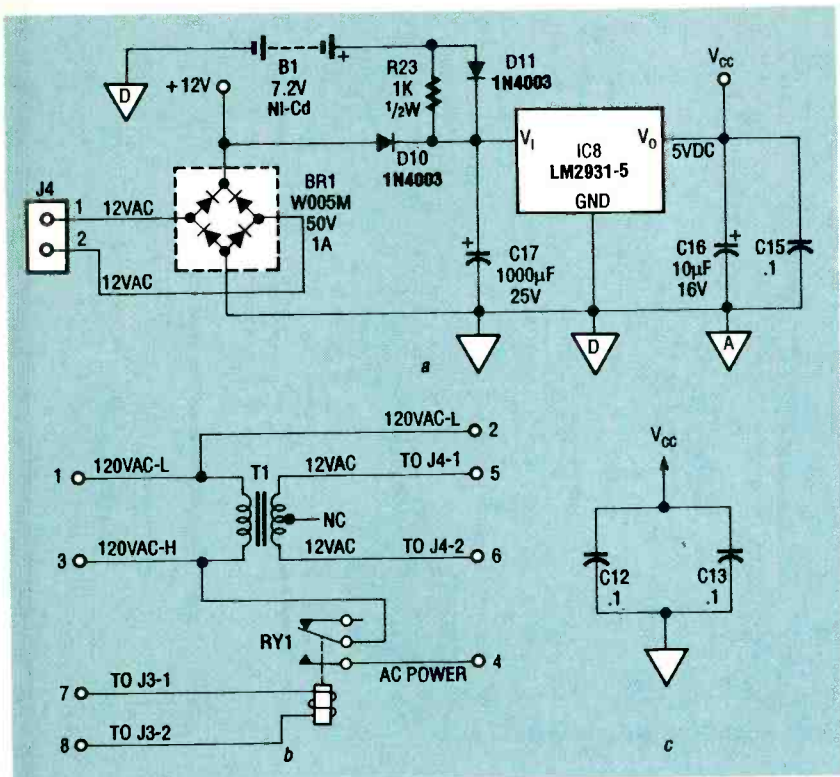 B1
7.2V
NI-Cd
+
D
+12V
R23
1K
1/2W
D11
1N4003
VCC
D10
1N4003
VI
IC8
LM2931-5
GND
VO
5VDC
J4
1
2
12VAC
12VAC
BR1
W005M
50V
1A
+
C17
1000µF
25V
+
C16
10µF
16V
C15
.1
D
A
a
120VAC-L
2
1
120VAC-L
T1
12VAC
TO J4-1
5
NC
3
120VAC-H
12VAC
TO J4-2
6
RY1
AC POWER
4
7
TO J3-1
8
TO J3-2
b
VCC
C12
.1
C13
.1
c